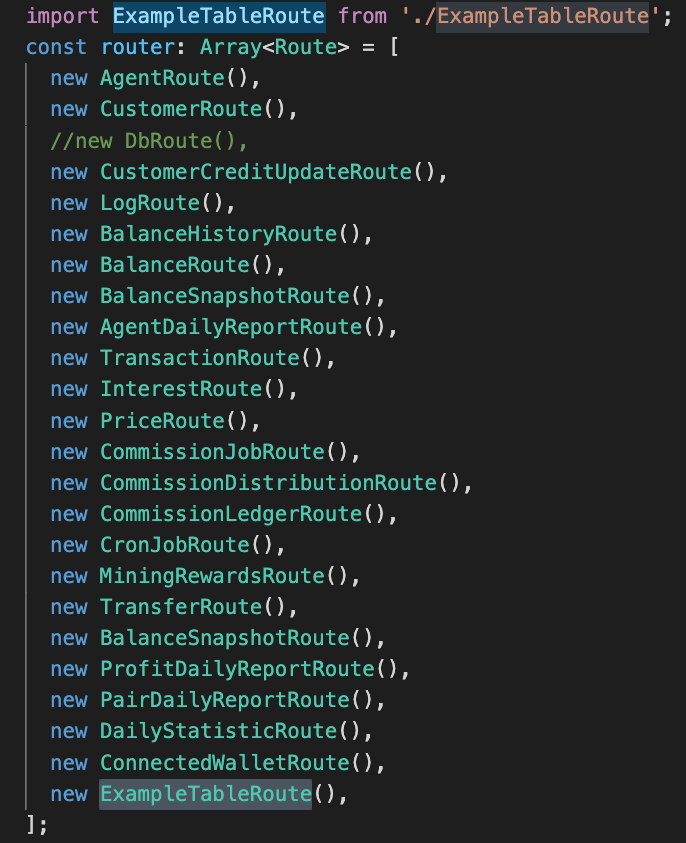 import ExampleTableRoute from './ExampleTableRoute';
const router: Array<Route> = [
new AgentRoute(),
new CustomerRoute(),
//new DbRoute(),
new CustomerCreditUpdateRoute(),
new LogRoute(),
new BalanceHistoryRoute(),
new BalanceRoute(),
new BalanceSnapshotRoute(),
new AgentDailyReportRoute(),
new TransactionRoute(),
new InterestRoute(),
new PriceRoute(),
new CommissionJobRoute(),
new CommissionDistributionRoute(),
new CommissionLedgerRoute(),
new CronJobRoute(),
new MiningRewardsRoute(),
new TransferRoute(),
new BalanceSnapshotRoute(),
new ProfitDailyReportRoute(),
new PairDailyReportRoute(),
new DailyStatisticRoute(),
new ConnectedWalletRoute(),
new ExampleTableRoute(),
];